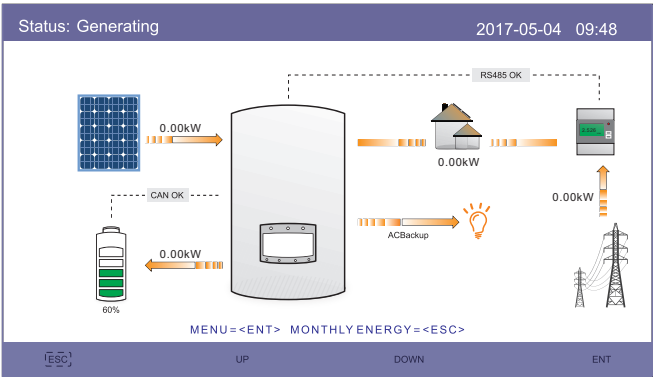 Status: Generating
2017-05-04 09:48
RS485 OK
0.00kW
0.00kW
CAN OK
0.00kW
0.00kW
ACBackup
60%
MENU=<ENT> MONTHLY ENERGY=<ESC>
ESC UP DOWN ENT